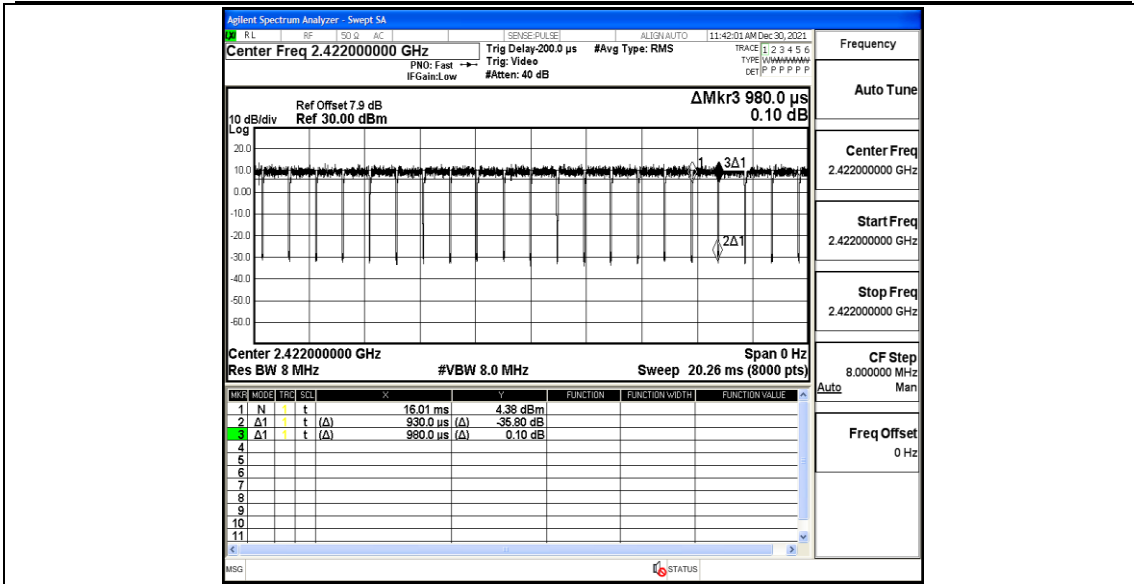 Agilent Spectrum Analyzer - Swept SA
LXI RL RF 50 Ω AC SENSE:PULSE ALIGN AUTO 11:42:01 AM Dec 30, 2021
Center Freq 2.422000000 GHz
PNO: Fast
IFGain:Low
Trig Delay-200.0 µs
Trig: Video
#Atten: 40 dB
#Avg Type: RMS
TRACE 1 2 3 4 5 6
TYPE WWWWWW
DET P P P P P P
Frequency
Auto Tune
Center Freq
2.422000000 GHz
Start Freq
2.422000000 GHz
Stop Freq
2.422000000 GHz
CF Step
8.000000 MHz
Auto Man
Freq Offset
0 Hz
ΔMkr3 980.0 µs
0.10 dB
Ref Offset 7.9 dB
10 dB/div Ref 30.00 dBm
Log
20.0
10.0
0.00
-10.0
-20.0
-30.0
-40.0
-50.0
-60.0
1
3Δ1
2Δ1
Center 2.422000000 GHz Span 0 Hz
Res BW 8 MHz #VBW 8.0 MHz Sweep 20.26 ms (8000 pts)
MKR MODE TRC SCL X Y FUNCTION FUNCTION WIDTH FUNCTION VALUE
1 N 1 t 16.01 ms 4.38 dBm
2 Δ1 1 t (Δ) 930.0 µs (Δ) -35.80 dB
3 Δ1 1 t (Δ) 980.0 µs (Δ) 0.10 dB
4
5
6
7
8
9
10
11
MSG STATUS